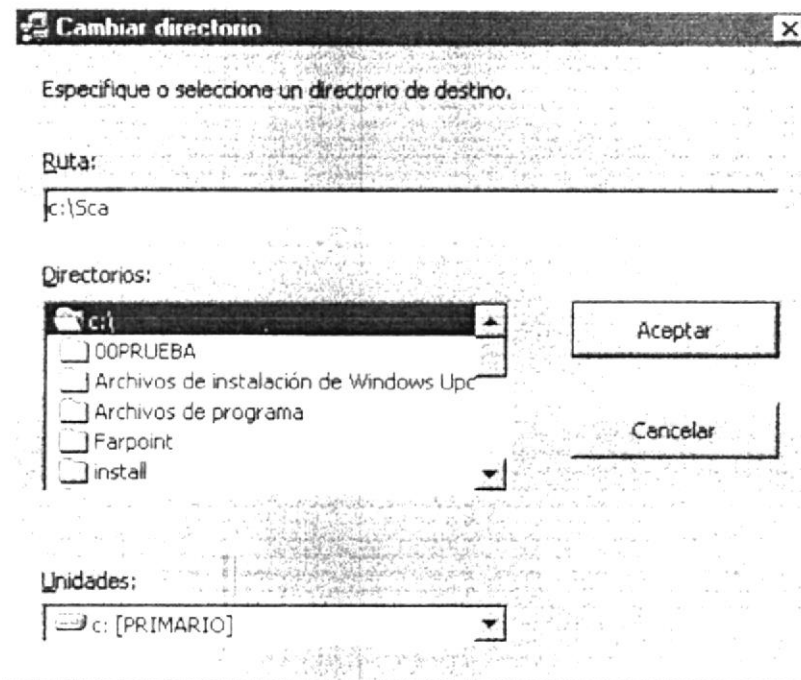 Cambiar directorio
Especifique o seleccione un directorio de destino.
Ruta:
c:\Sca
Directorios:
c:\
00PRUEBA
Archivos de instalación de Windows Upd
Archivos de programa
Farpoint
install
Aceptar
Cancelar
Unidades:
c: [PRIMARIO]